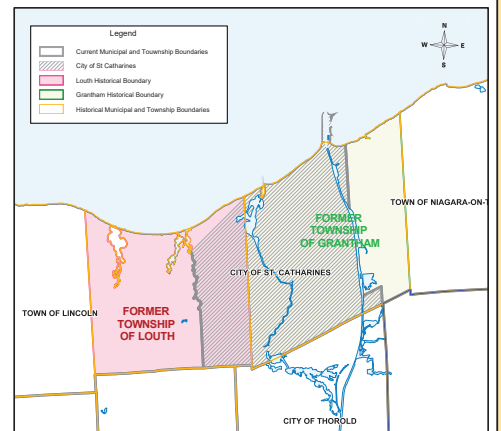 Legend
Current Municipal and Touwnship Boundaries
City of St Catharines
Louth Historical Boundary
Grantham Historical Boundary
Historical Municipal and Township Boundaries
N
W
E
S
TOWN OF NIAGARA-ON-T
FORMER
TOWNSHIP
OF GRANTHAM
CITY OF ST. CATHARINES
TOWN OF LINCOLN
FORMER
TOWNSHIP
OF LOUTH
CITY OF THOROLD